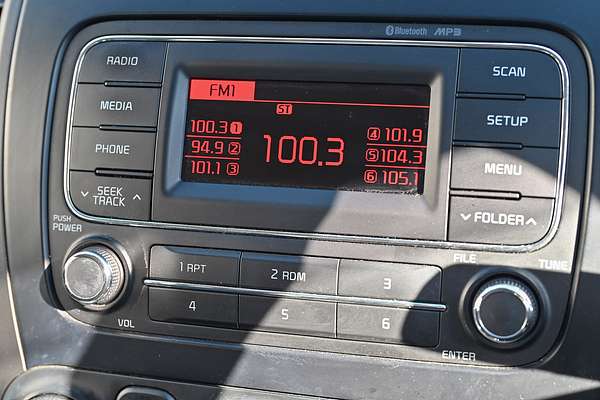 Bluetooth MP3
RADIO
MEDIA
PHONE
SEEK
TRACK
FM1
ST
100.3 1
94.9 2
101.1 3
100.3
4 101.9
5 104.3
6 105.1
SCAN
SETUP
MENU
FOLDER
PUSH
POWER
VOL
1 RPT
2 RDM
3
4
5
6
FILE
TUNE
ENTER